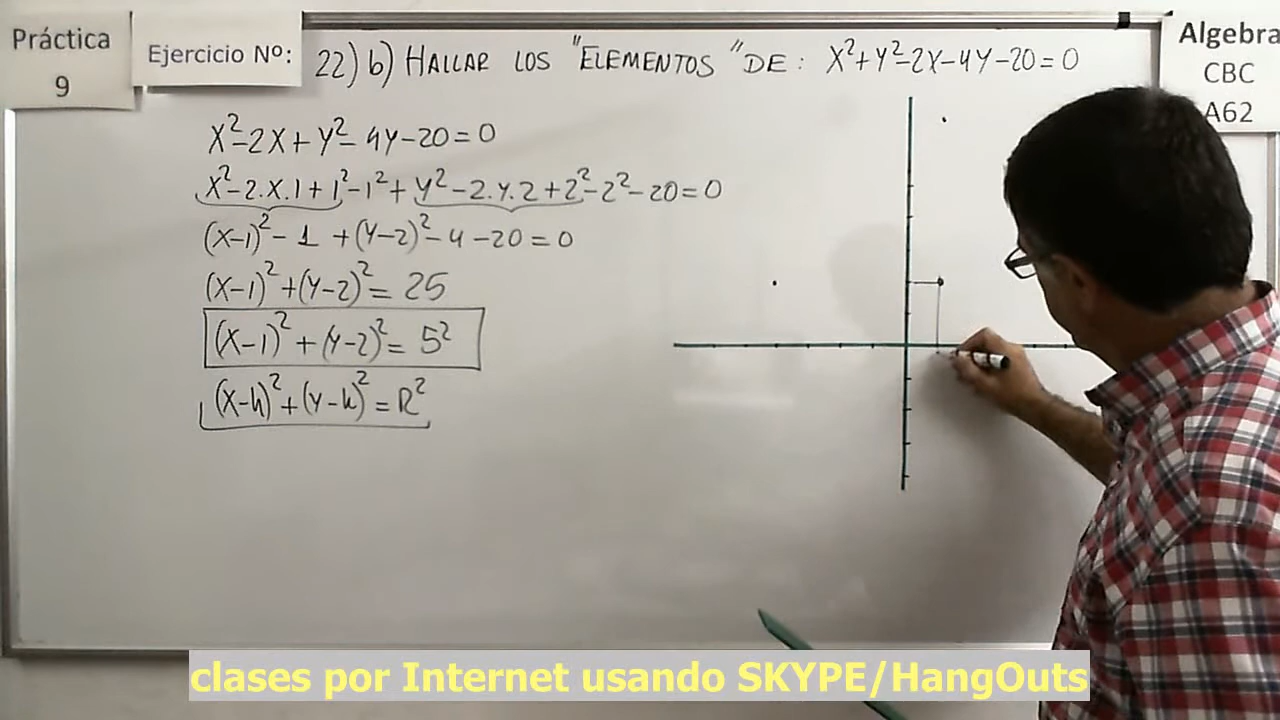 Práctica
9
Ejercicio Nº:
22) b) HALLAR LOS "ELEMENTOS" DE: X²+Y²-2X-4Y-20=0
Algebra
CBC
A62
X²-2X+Y²-4Y-20=0
X²-2.X.1+1²-1²+Y²-2.Y.2+2²-2²-20=0
(X-1)²-1+(Y-2)²-4-20=0
(X-1)²+(Y-2)²=25
(X-1)²+(Y-2)²=5²
(X-h)²+(Y-k)²=R²
clases por Internet usando SKYPE/HangOuts